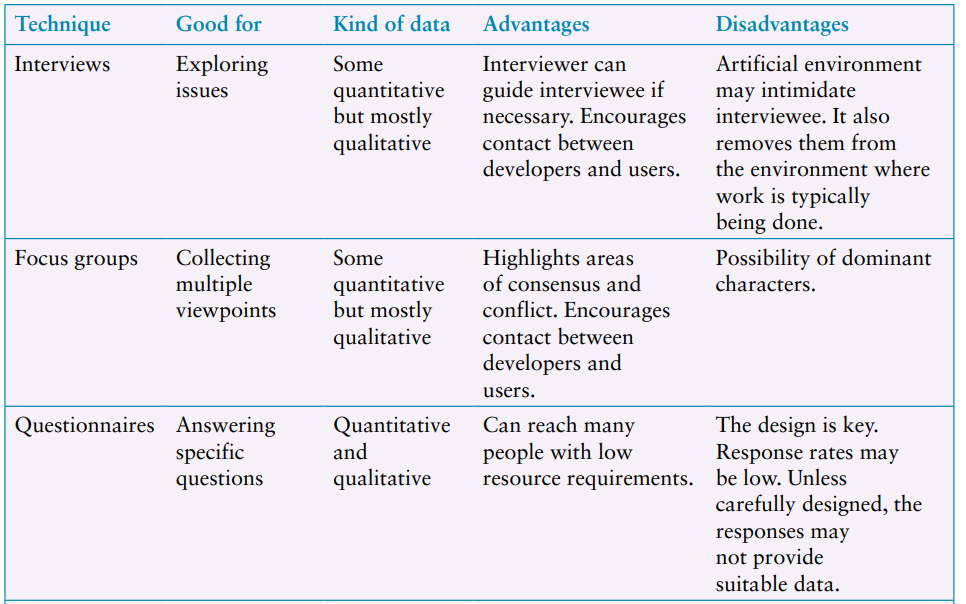 Technique Good for Kind of data Advantages Disadvantages
Interviews Exploring Some Interviewer can Artificial environment
issues quantitative guide interviewee if may intimidate
but mostly necessary. Encourages interviewee. It also
qualitative contact between removes them from
developers and users. the environment where
work is typically
being done.
Focus groups Collecting Some Highlights areas Possibility of dominant
multiple quantitative of consensus and characters.
viewpoints but mostly conflict. Encourages
qualitative contact between
developers and
users.
Questionnaires Answering Quantitative Can reach many The design is key.
specific and people with low Response rates may
questions qualitative resource requirements. be low. Unless
carefully designed, the
responses may
not provide
suitable data.